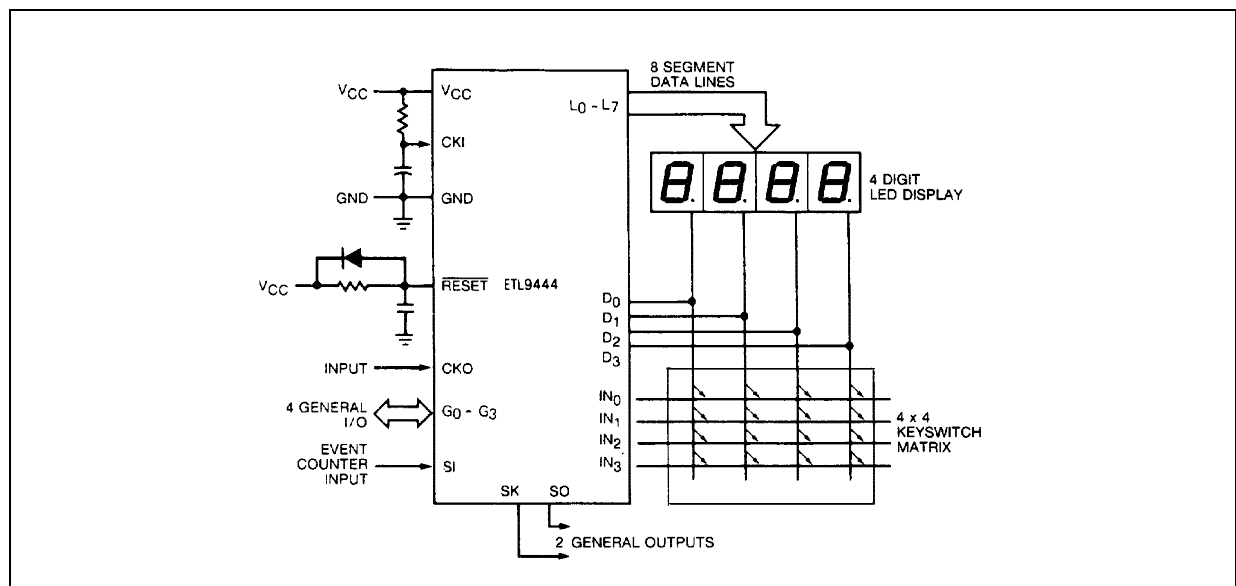 8 SEGMENT
DATA LINES
VCC
VCC
L0 - L7
CKI
GND
GND
4 DIGIT
LED DISPLAY
VCC
RESET
ETL9444
D0
D1
D2
D3
INPUT
CKO
IN0
4 GENERAL
I/O
G0 - G3
IN1
IN2
IN3
4 x 4
KEYSWITCH
MATRIX
EVENT
COUNTER
INPUT
SI
SK
SO
2 GENERAL OUTPUTS